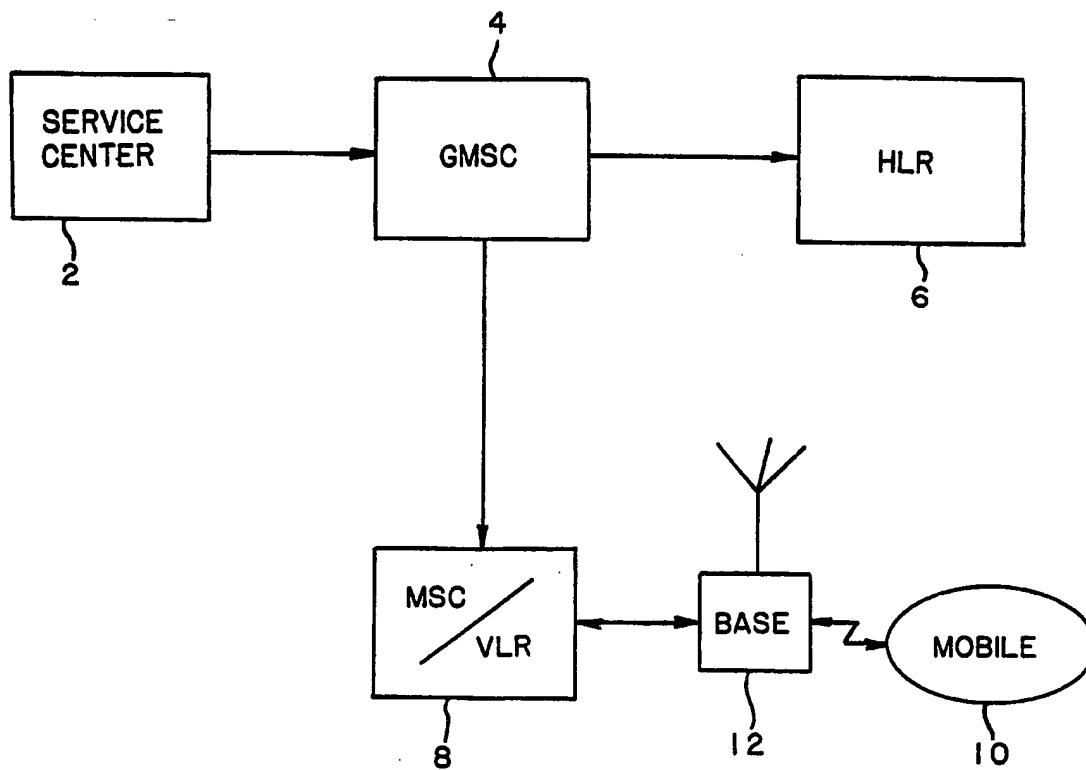 4
SERVICE
CENTER
GMSC
HLR
2
6
MSC
VLR
BASE
MOBILE
8
12
10